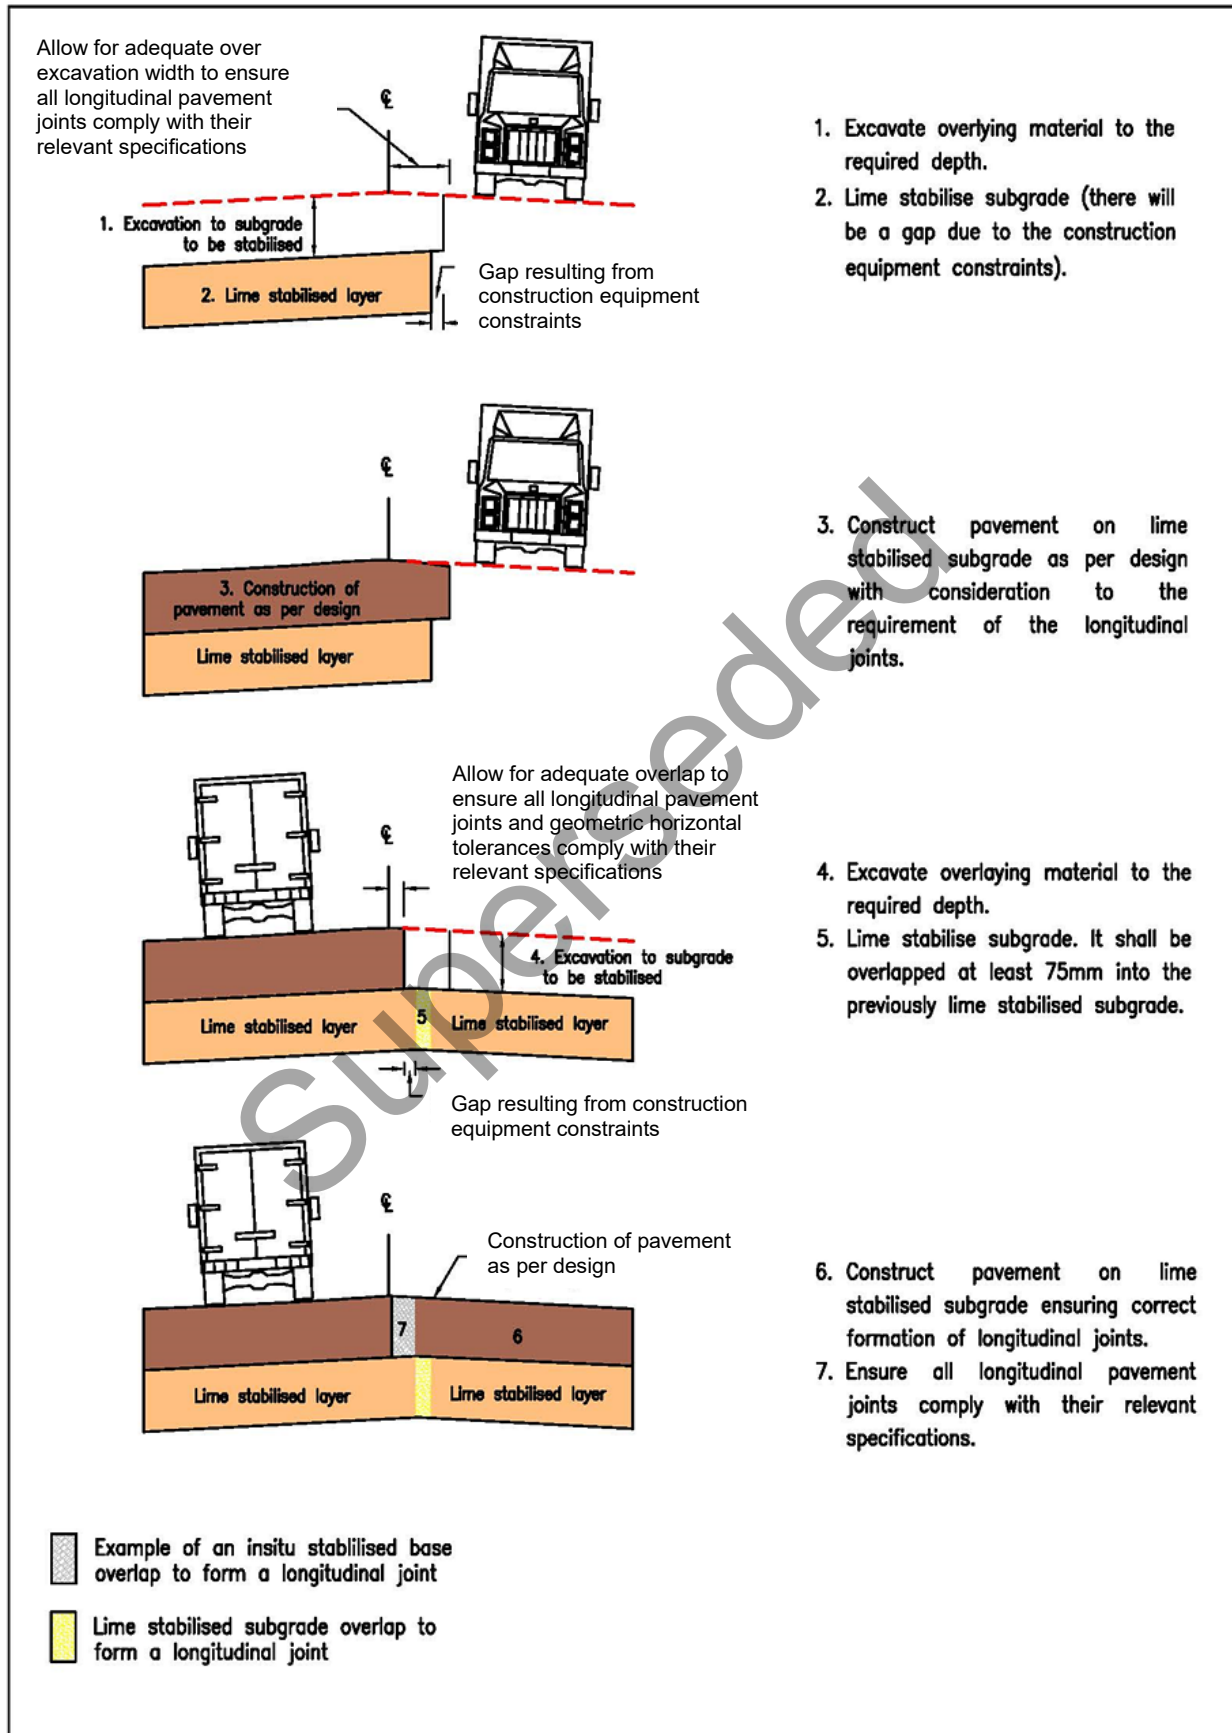 Allow for adequate over
excavation width to ensure
all longitudinal pavement
joints comply with their
relevant specifications
℄
1. Excavation to subgrade
to be stabilised
2. Lime stabilised layer
Gap resulting from
construction equipment
constraints
1. Excavate overlying material to the
required depth.
2. Lime stabilise subgrade (there will
be a gap due to the construction
equipment constraints).
℄
3. Construction of
pavement as per design
Lime stabilised layer
3. Construct pavement on lime
stabilised subgrade as per design
with consideration to the
requirement of the longitudinal
joints.
Allow for adequate overlap to
ensure all longitudinal pavement
joints and geometric horizontal
tolerances comply with their
relevant specifications
℄
4. Excavation to subgrade
to be stabilised
Lime stabilised layer
5
Lime stabilised layer
Gap resulting from construction
equipment constraints
4. Excavate overlaying material to the
required depth.
5. Lime stabilise subgrade. It shall be
overlapped at least 75mm into the
previously lime stabilised subgrade.
℄
Construction of pavement
as per design
7
6
Lime stabilised layer
Lime stabilised layer
6. Construct pavement on lime
stabilised subgrade ensuring correct
formation of longitudinal joints.
7. Ensure all longitudinal pavement
joints comply with their relevant
specifications.
Example of an insitu stablilised base
overlap to form a longitudinal joint
Lime stabilised subgrade overlap to
form a longitudinal joint
Superseded